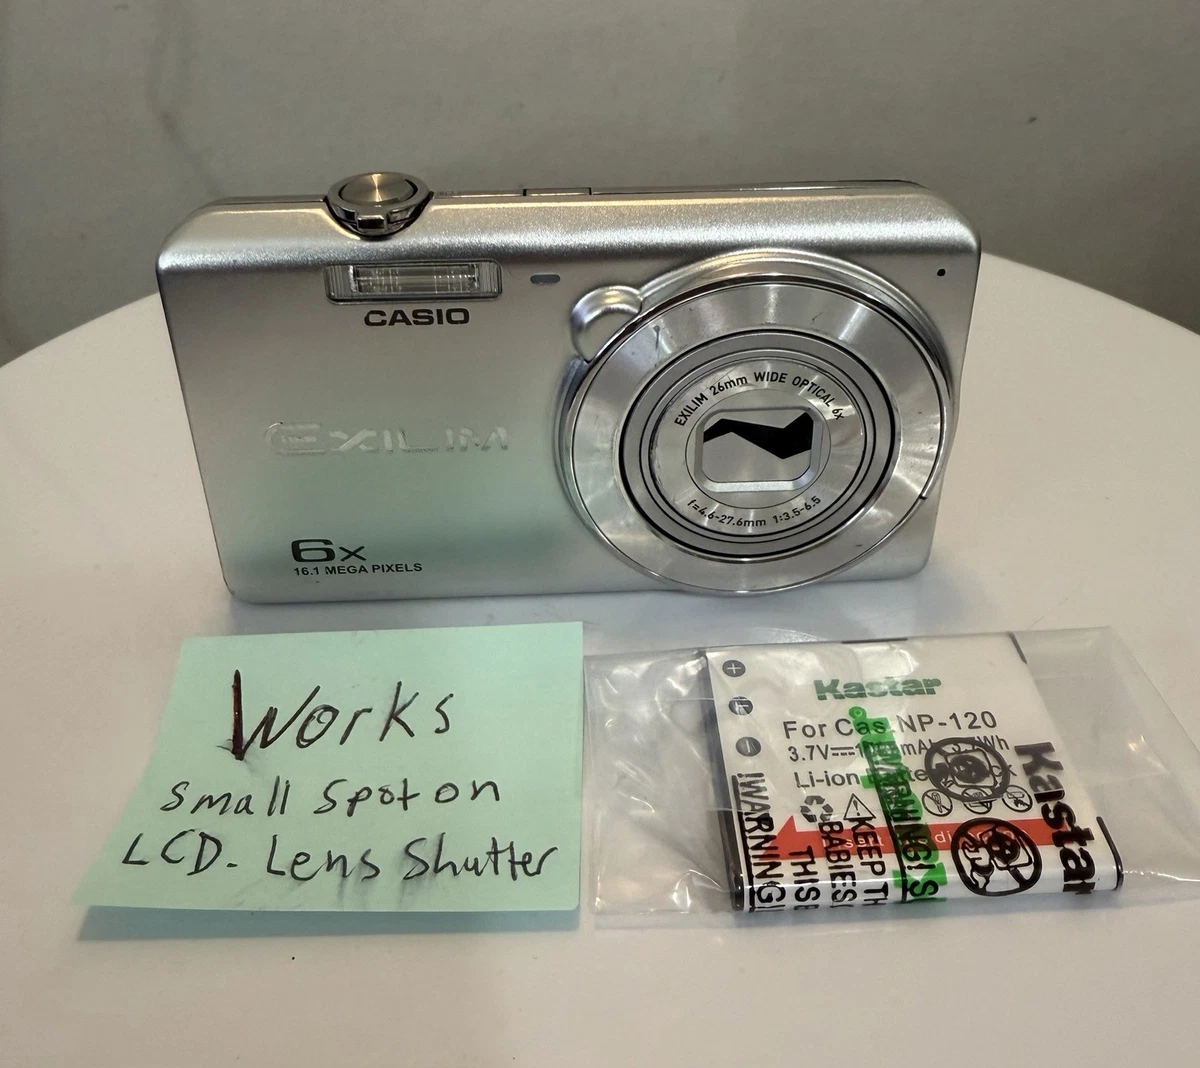 CASIO
EXILIM
6x
16.1 MEGA PIXELS
EXILIM 26mm WIDE OPTICAL 6x
f=4.6-27.6mm 1:3.5-6.5
Works
small spot on
LCD. Lens Shutter
Kastar
For Cas NP-120
3.7V
Li-ion
Kastar
!WARNING!
KEEP TH
BABIES
THIS